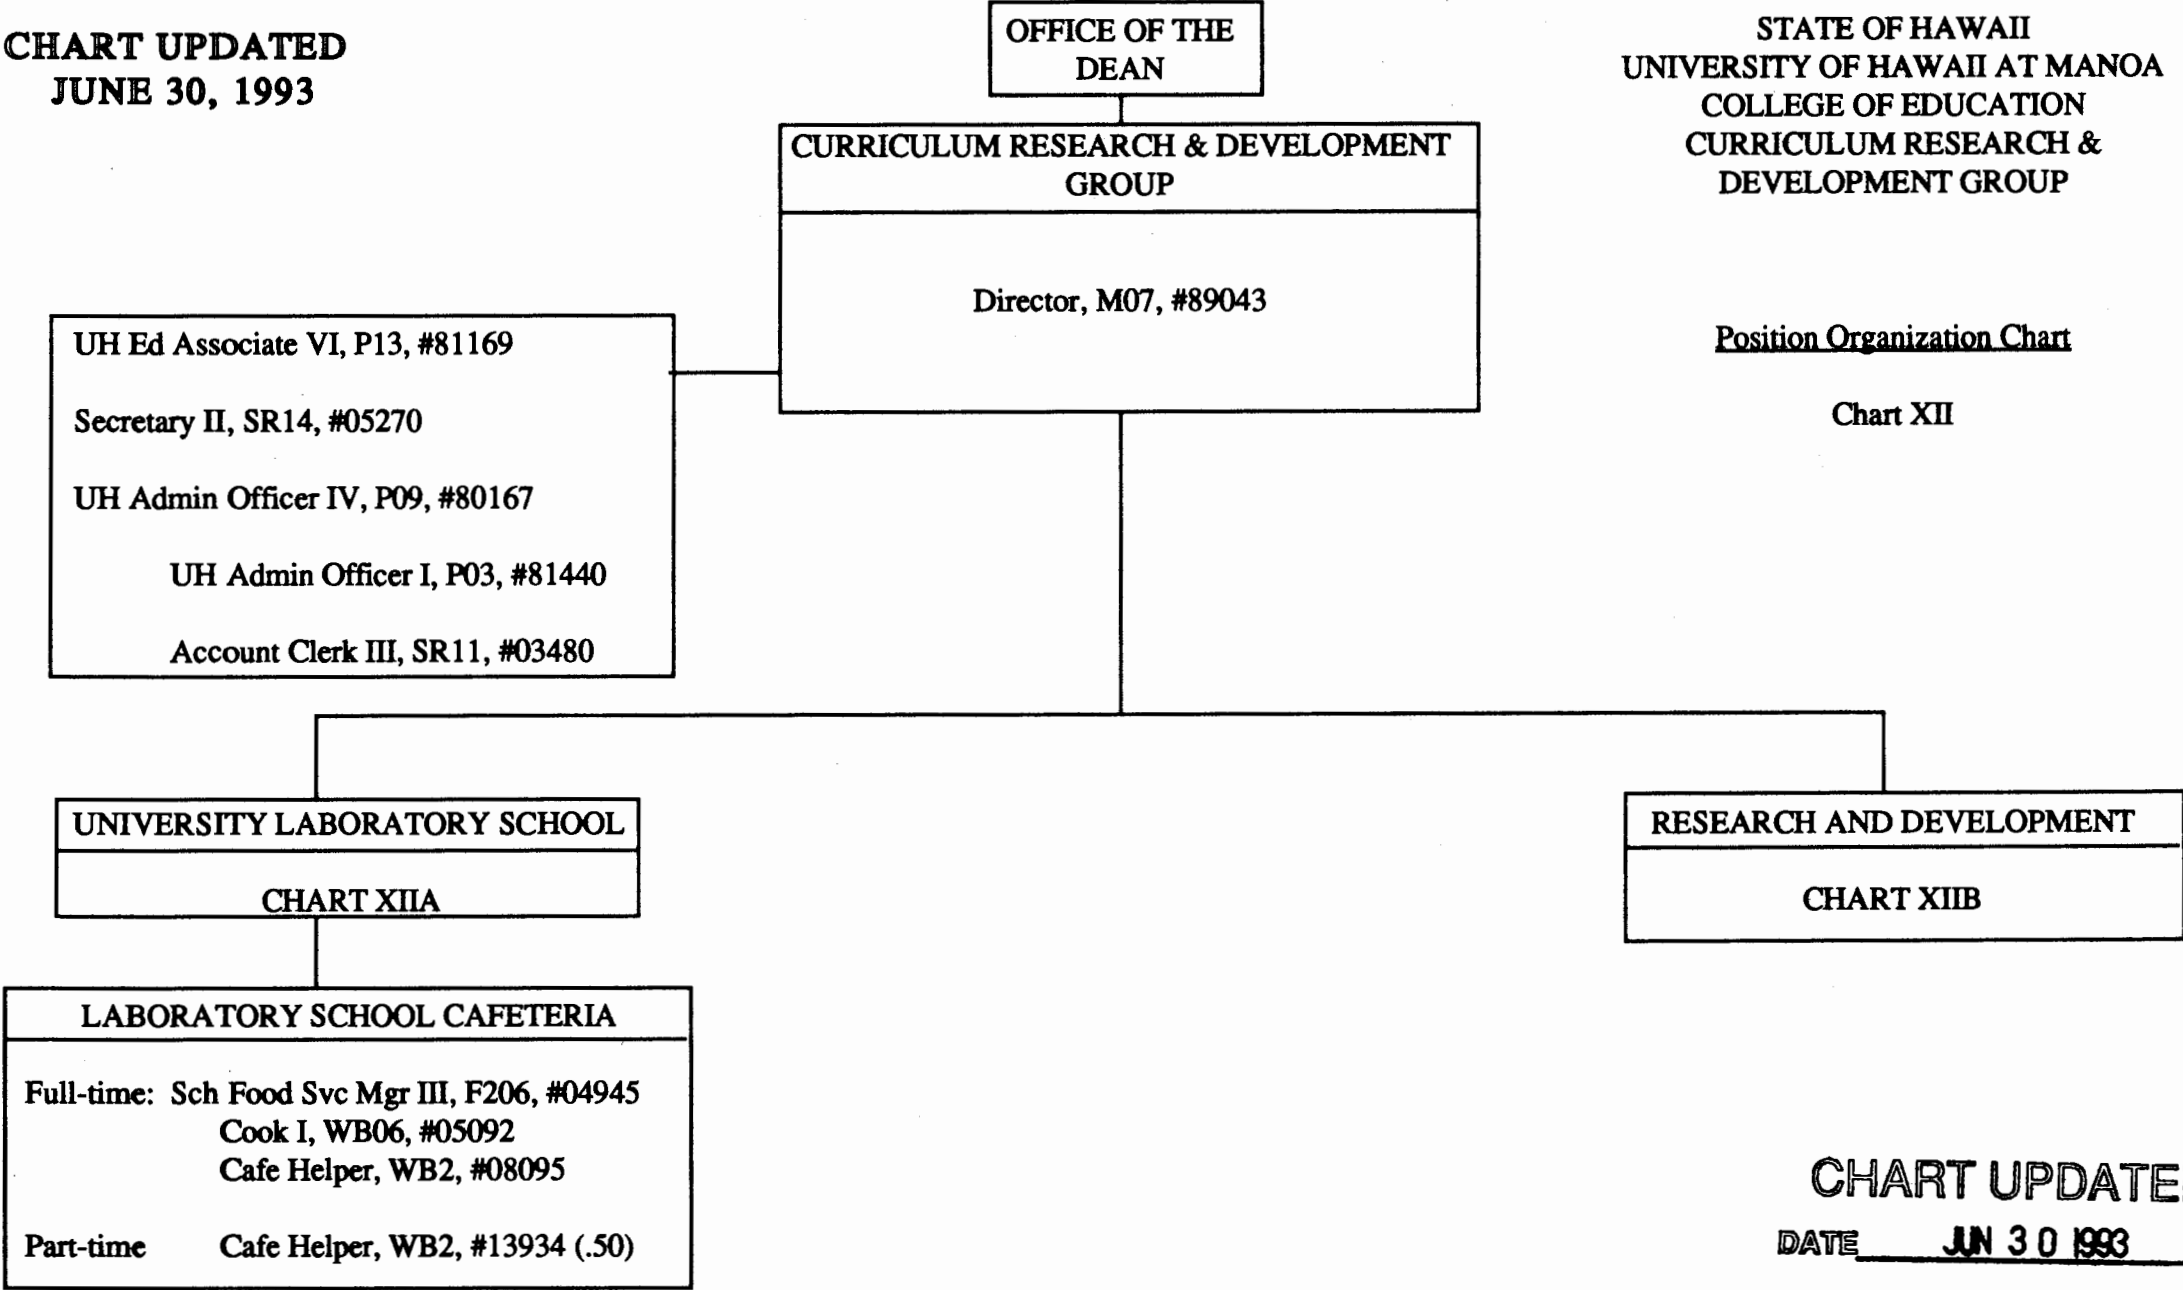 CHART UPDATED
JUNE 30, 1993
OFFICE OF THE
DEAN
STATE OF HAWAII
UNIVERSITY OF HAWAII AT MANOA
COLLEGE OF EDUCATION
CURRICULUM RESEARCH &
DEVELOPMENT GROUP
CURRICULUM RESEARCH & DEVELOPMENT
GROUP
Director, M07, #89043
Position Organization Chart
Chart XII
UH Ed Associate VI, P13, #81169
Secretary II, SR14, #05270
UH Admin Officer IV, P09, #80167
UH Admin Officer I, P03, #81440
Account Clerk III, SR11, #03480
UNIVERSITY LABORATORY SCHOOL
CHART XIIA
RESEARCH AND DEVELOPMENT
CHART XIIB
LABORATORY SCHOOL CAFETERIA
Full-time: Sch Food Svc Mgr III, F206, #04945
Cook I, WB06, #05092
Cafe Helper, WB2, #08095
Part-time Cafe Helper, WB2, #13934 (.50)
CHART UPDATE
DATE JUN 30 1993